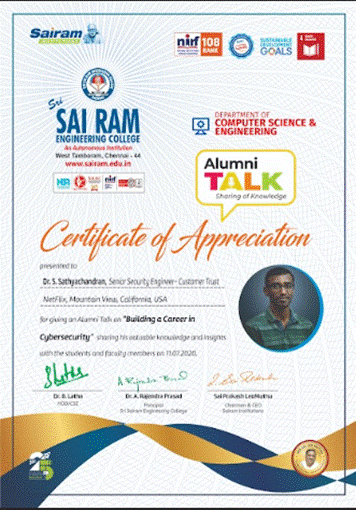 Sairam
nirf 108
RANK
SUSTAINABLE
DEVELOPMENT
GOALS
Sri
SAI RAM
ENGINEERING COLLEGE
An Autonomous Institution
West Tambaram, Chennai - 44
www.sairam.edu.in
DEPARTMENT OF
COMPUTER SCIENCE &
ENGINEERING
nirf
Alumni
TALK
Sharing of Knowledge
Certificate of Appreciation
presented to
Dr. S. Sathyachandran, Senior Security Engineer- Customer Trust
NetFlix, Mountain View, California, USA
for giving an Alumni Talk on "Building a Career in
Cybersecurity" sharing his valuable knowledge and insights
with the students and faculty members on 11.07.2020.
Dr. B. Latha
HOD/CSE
Dr. A. Rajendra Prasad
Principal
Sri Sairam Engineering College
Sai Prakash LeoMuthu
Chairman & CEO
Sairam Institutions
25